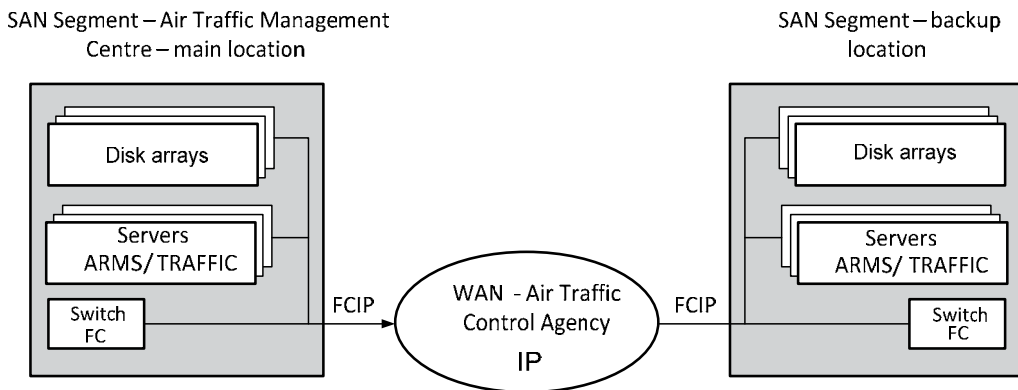 SAN Segment – Air Traffic Management
Centre – main location
Disk arrays
Servers
ARMS/ TRAFFIC
Switch
FC
FCIP
WAN - Air Traffic
Control Agency
IP
FCIP
SAN Segment – backup
location
Disk arrays
Servers
ARMS/ TRAFFIC
Switch
FC